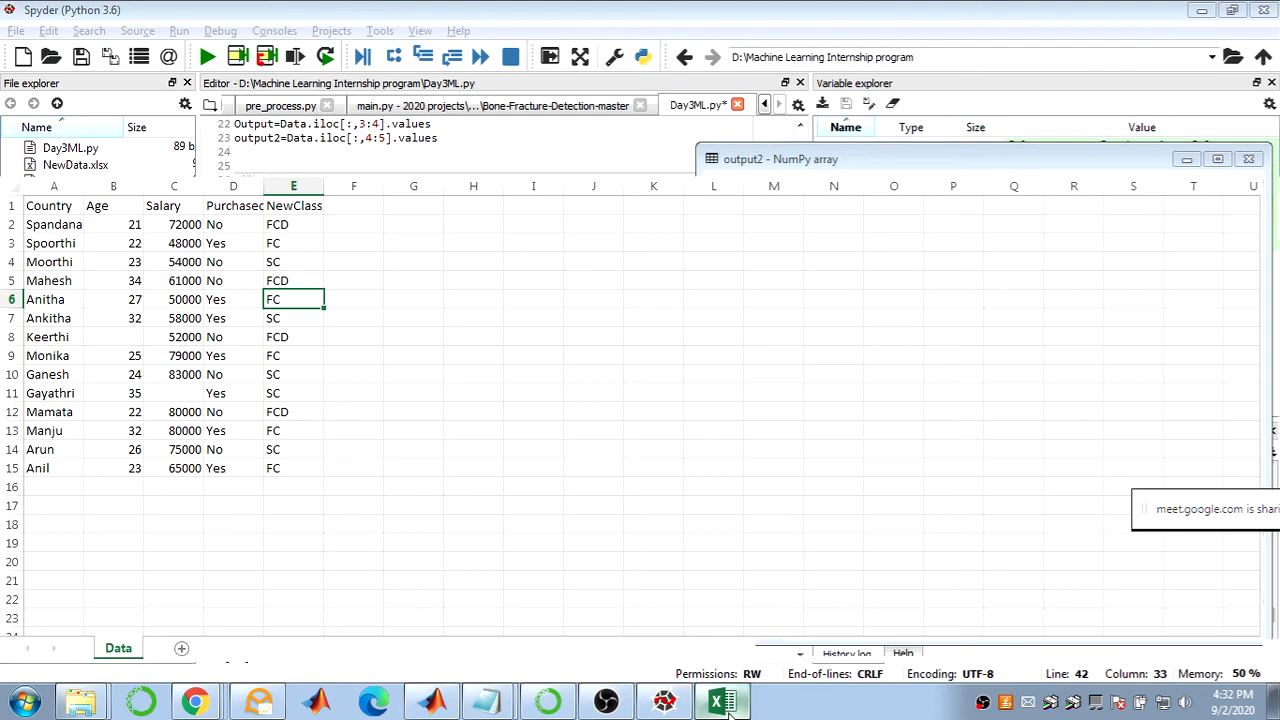 Spyder (Python 3.6)
File Edit Search Source Run Debug Consoles Projects Tools View Help
D:\Machine Learning Internship program
File explorer
Editor - D:\Machine Learning Internship program\Day3ML.py
Variable explorer
pre_process.py
main.py - 2020 projects\...\Bone-Fracture-Detection-master
Day3ML.py*
Name Size
Name Type Size Value
Day3ML.py 89 b
NewData.xlsx
22 Output=Data.iloc[:,3:4].values
23 output2=Data.iloc[:,4:5].values
24
25
output2 - NumPy array
A B C D E F G H I J K L M N O P Q R S T U
1 Country Age Salary Purchased NewClass
2 Spandana 21 72000 No FCD
3 Spoorthi 22 48000 Yes FC
4 Moorthi 23 54000 No SC
5 Mahesh 34 61000 No FCD
6 Anitha 27 50000 Yes FC
7 Ankitha 32 58000 Yes SC
8 Keerthi 52000 No FCD
9 Monika 25 79000 Yes FC
10 Ganesh 24 83000 No SC
11 Gayathri 35 Yes SC
12 Mamata 22 80000 No FCD
13 Manju 32 80000 Yes FC
14 Arun 26 75000 No SC
15 Anil 23 65000 Yes FC
16
17
18
19
20
21
22
23
meet.google.com is shari
Data
History log Help
Permissions: RW End-of-lines: CRLF Encoding: UTF-8 Line: 42 Column: 33 Memory: 50 %
4:32 PM
9/2/2020